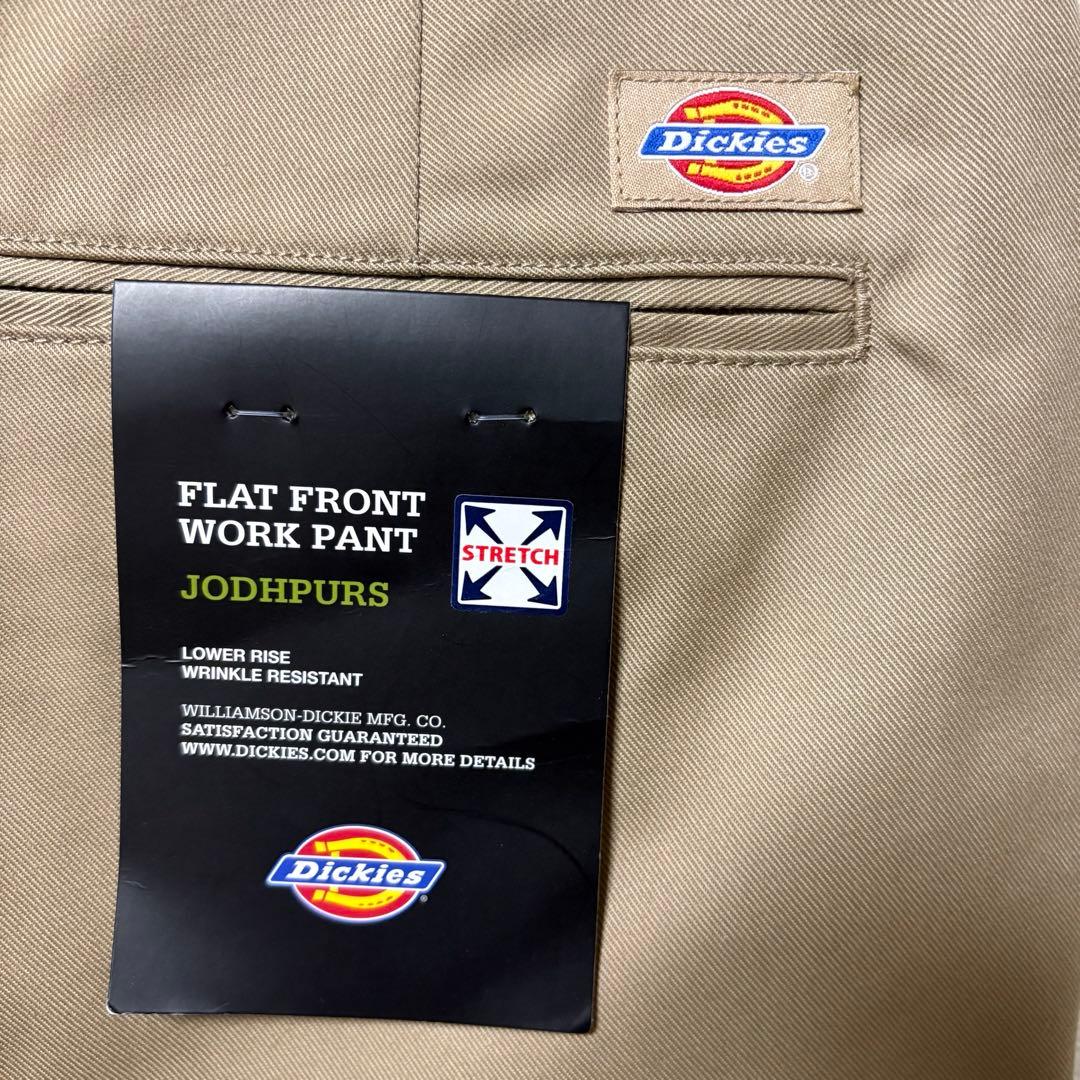 Dickies
®
FLAT FRONT
WORK PANT
STRETCH
JODHPURS
LOWER RISE
WRINKLE RESISTANT
WILLIAMSON-DICKIE MFG. CO.
SATISFACTION GUARANTEED
WWW.DICKIES.COM FOR MORE DETAILS
Dickies
®